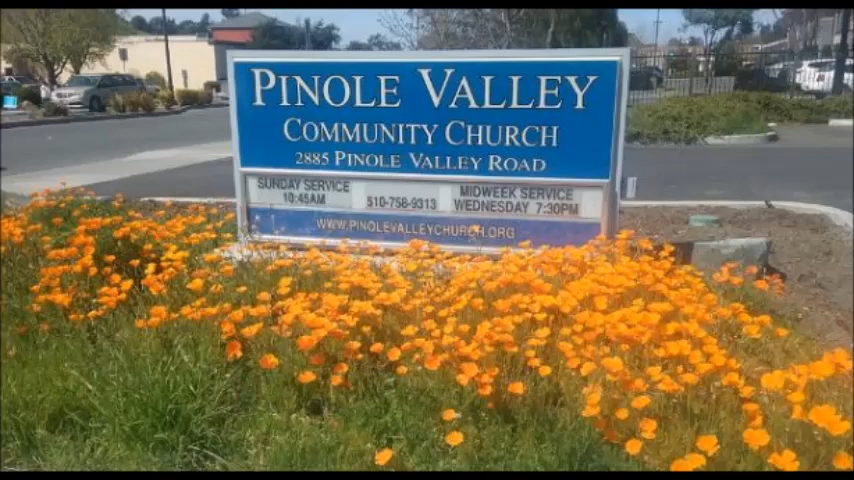 PINOLE VALLEY
COMMUNITY CHURCH
2885 PINOLE VALLEY ROAD
SUNDAY SERVICE
10:45AM
510-758-9313
MIDWEEK SERVICE
WEDNESDAY 7:30PM
WWW.PINOLEVALLEYCHURCH.ORG